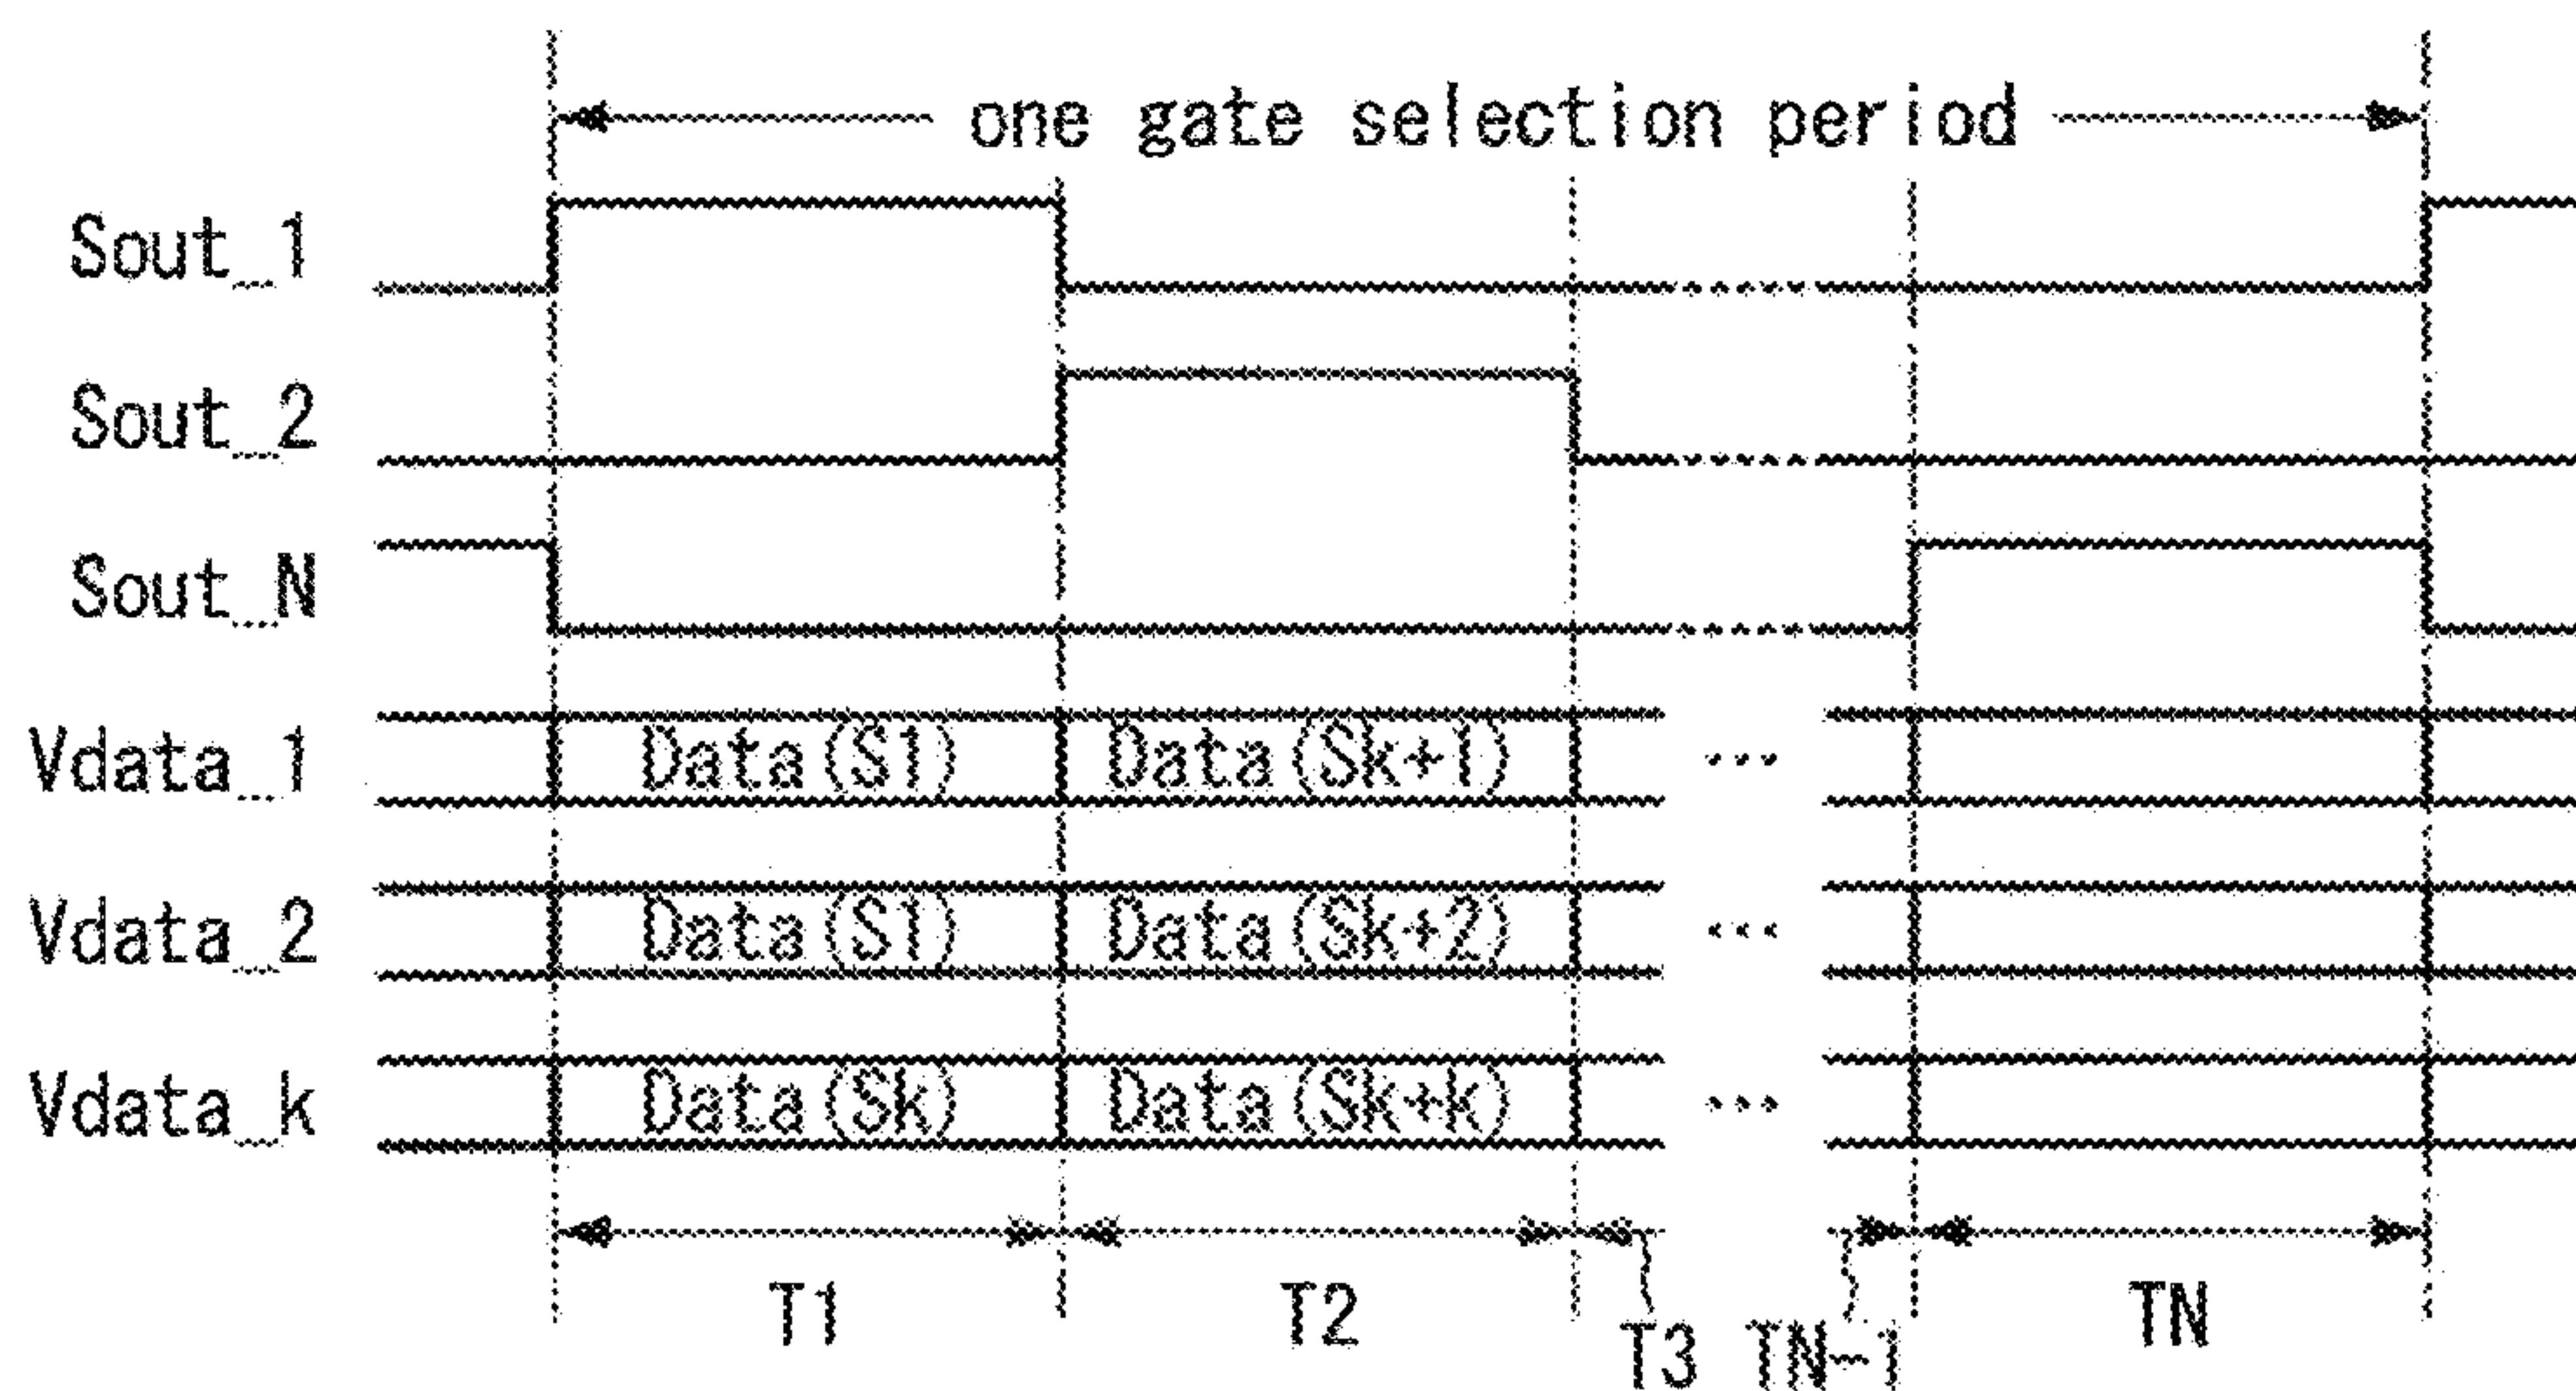 one gate selection period
Sout_1
Sout_2
Sout_N
Vdata_1 Data(S1) Data(Sk+1) ...
Vdata_2 Data(S1) Data(Sk+2) ...
Vdata_k Data(Sk) Data(Sk+k) ...
T1 T2 T3 TN-1 TN